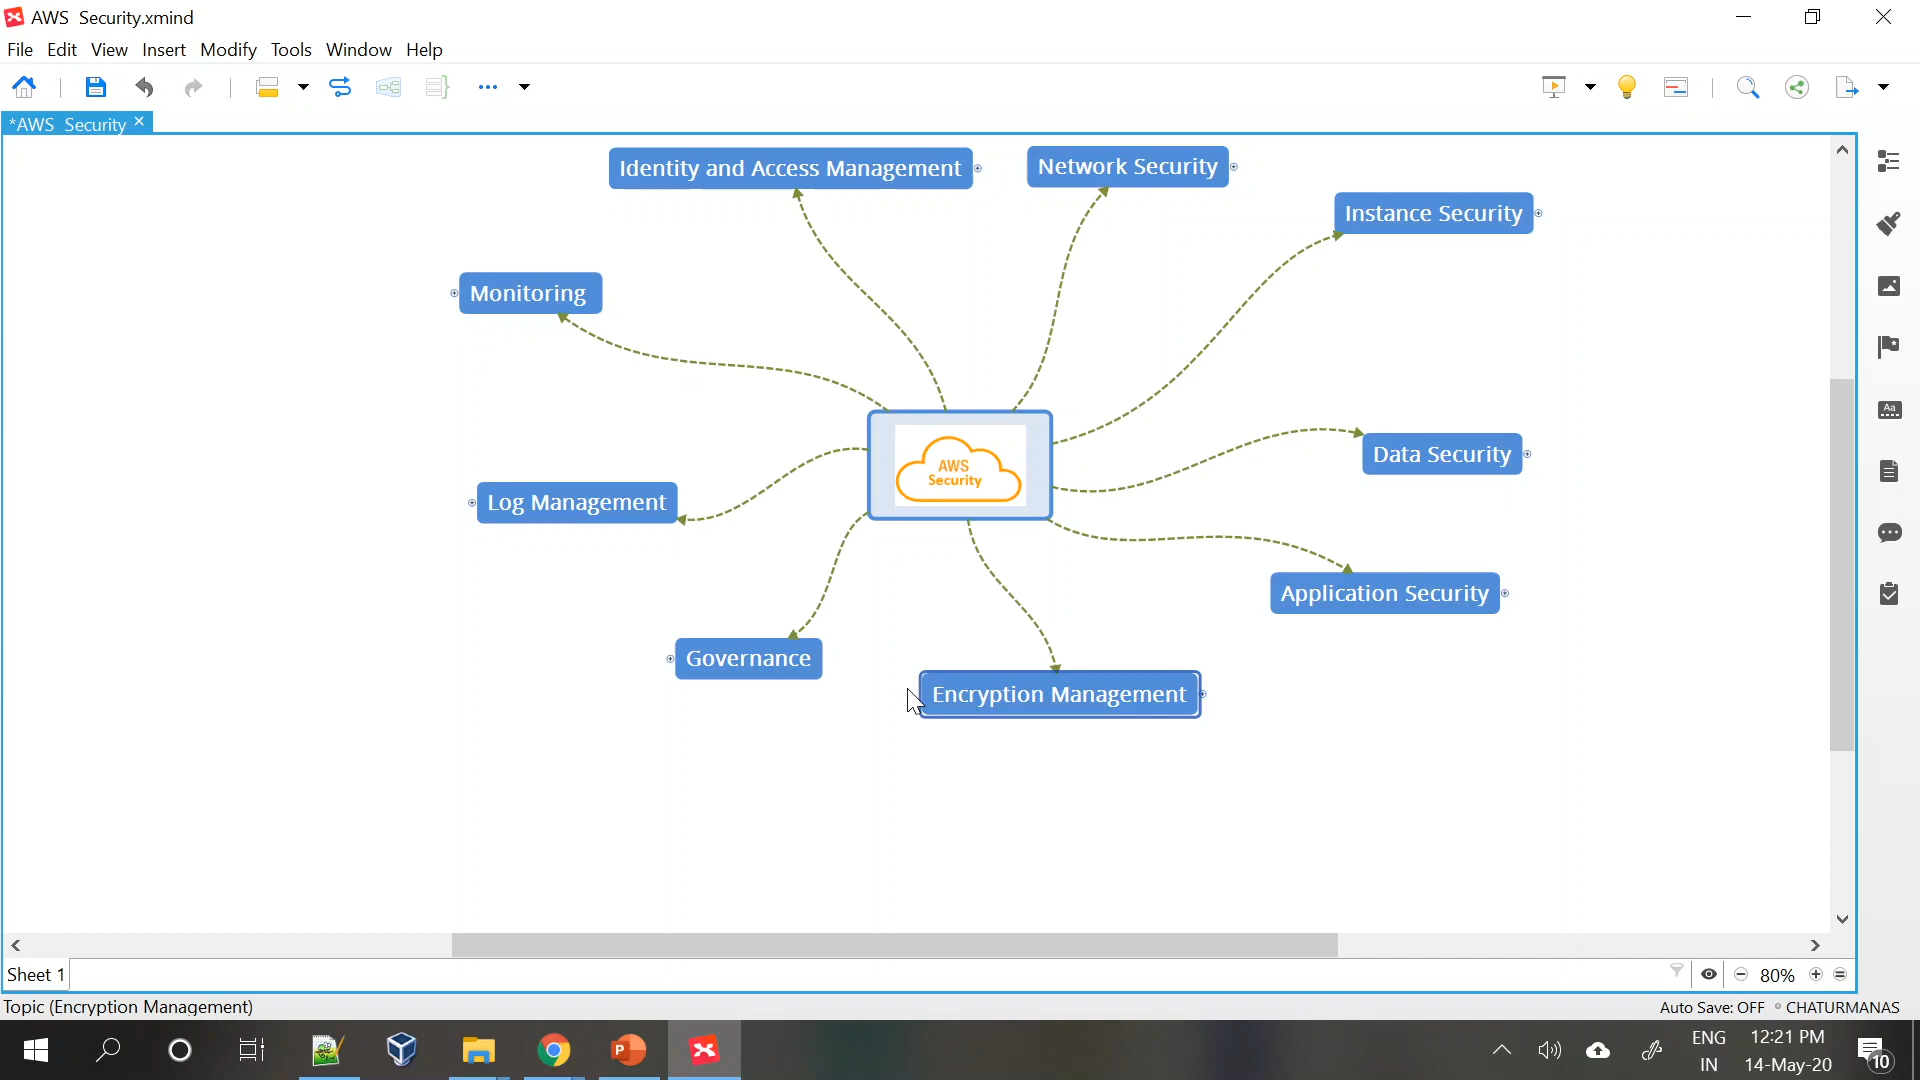 AWS Security.xmind
File Edit View Insert Modify Tools Window Help
*AWS Security
Identity and Access Management
Network Security
Instance Security
Monitoring
AWS
Security
Data Security
Log Management
Application Security
Governance
Encryption Management
Aa
Sheet 1
80%
Topic (Encryption Management)
Auto Save: OFF
CHATURMANAS
P
ENG
IN
12:21 PM
14-May-20
10